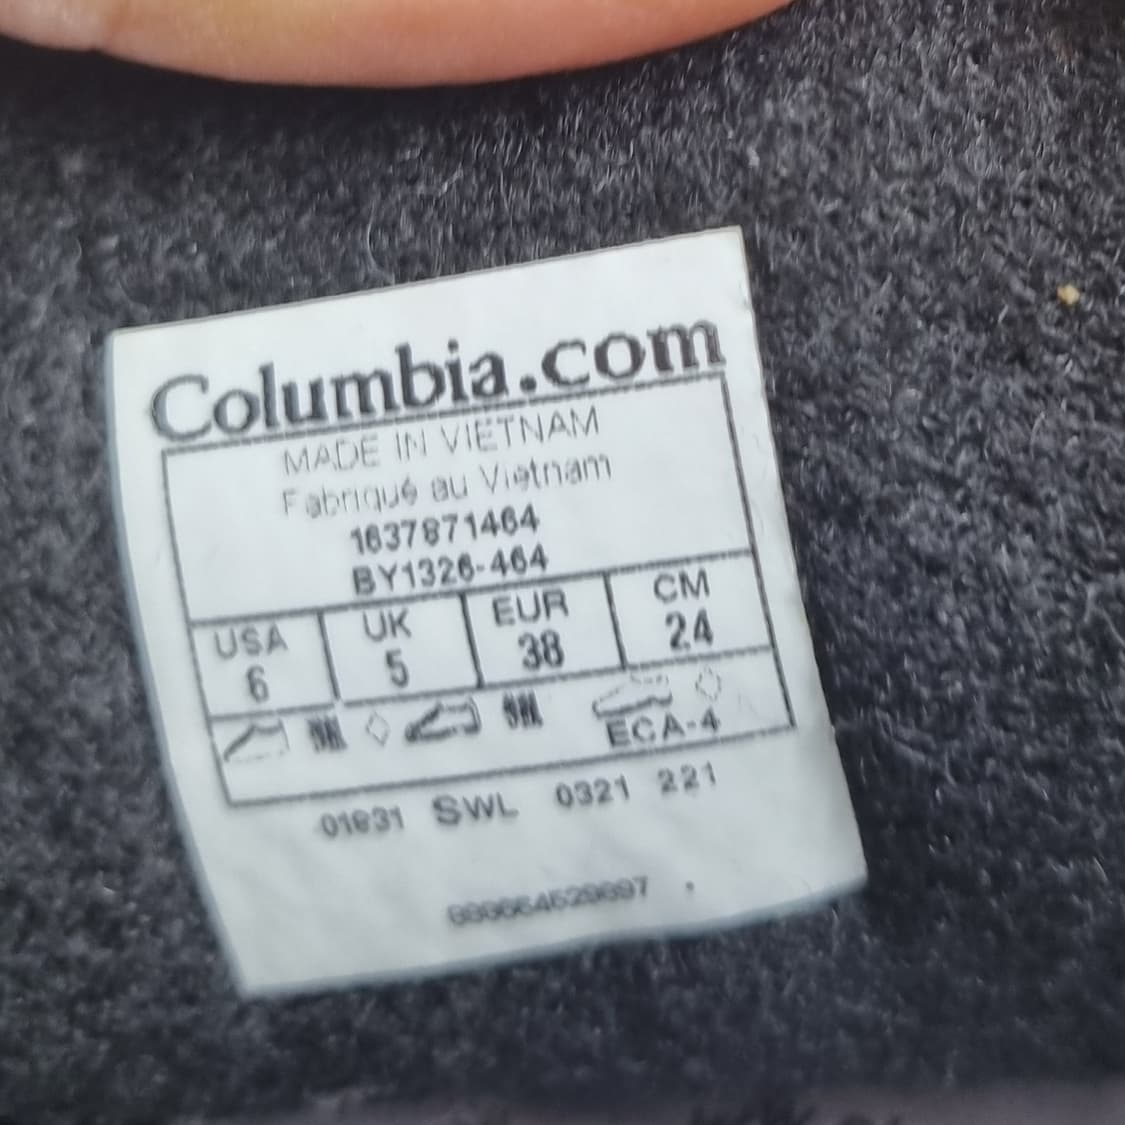 Columbia.com
MADE IN VIETNAM
Fabriqué au Vietnam
1637871464
BY1326-464
USA UK EUR CM
6 5 38 24
ECA-4
01831 SWL 0321 221